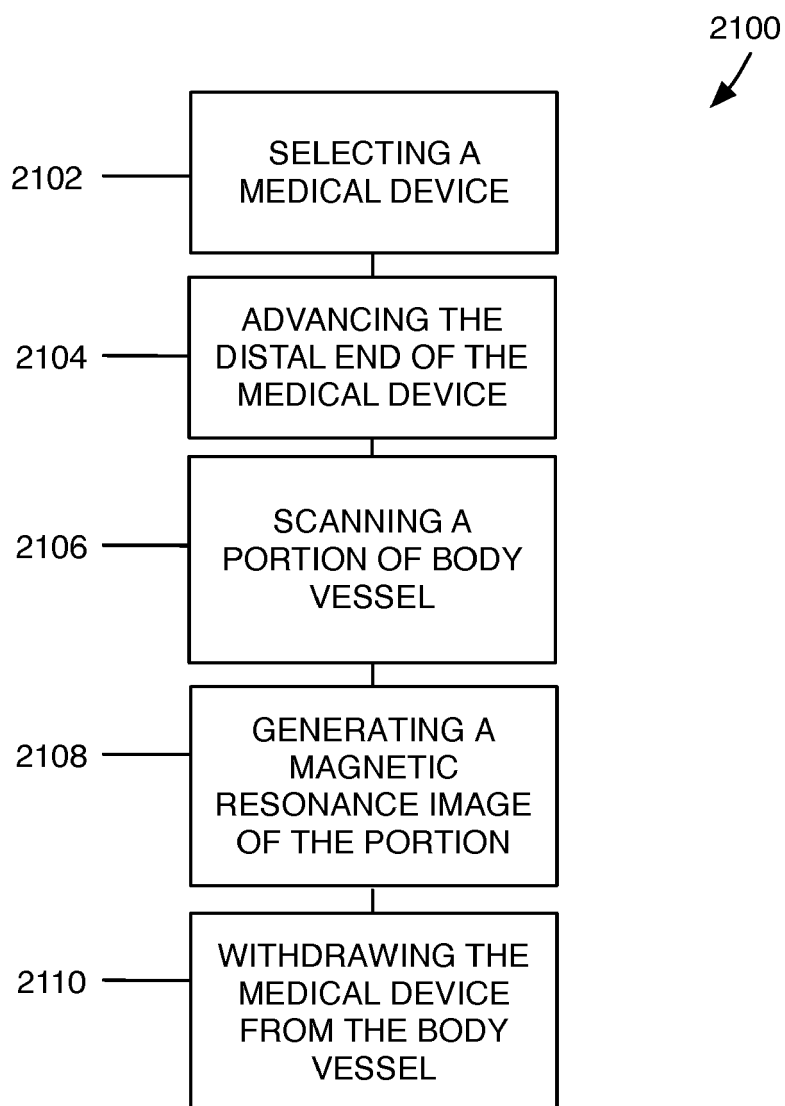 2100
2102
SELECTING A
MEDICAL DEVICE
2104
ADVANCING THE
DISTAL END OF THE
MEDICAL DEVICE
2106
SCANNING A
PORTION OF BODY
VESSEL
2108
GENERATING A
MAGNETIC
RESONANCE IMAGE
OF THE PORTION
2110
WITHDRAWING THE
MEDICAL DEVICE
FROM THE BODY
VESSEL